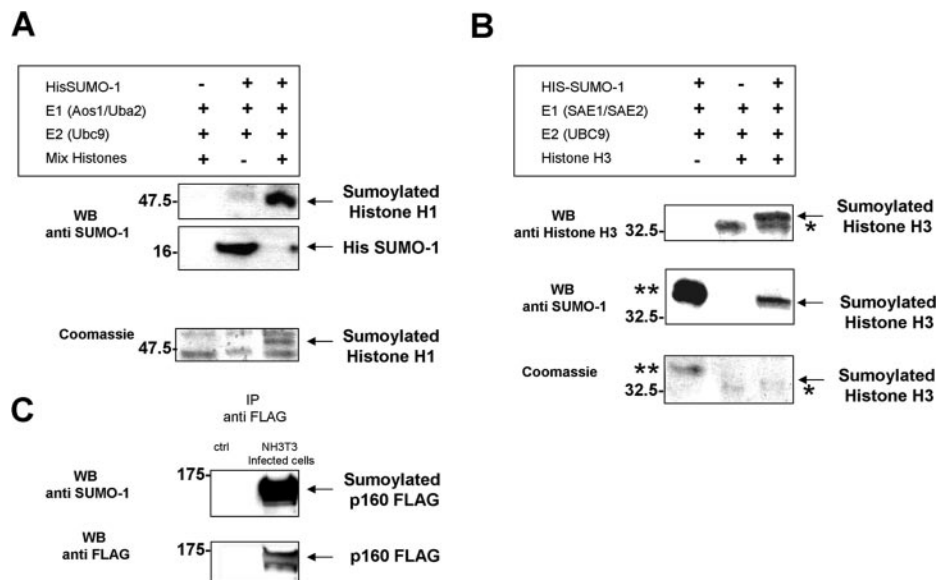 A
HisSUMO-1 - + +
E1 (Aos1/Uba2) + + +
E2 (Ubc9) + + +
Mix Histones + - +
WB
anti SUMO-1
47.5-
Sumoylated
Histone H1
16 -
His SUMO-1
Coomassie
47.5-
Sumoylated
Histone H1
B
HIS-SUMO-1 + - +
E1 (SAE1/SAE2) + + +
E2 (UBC9) + + +
Histone H3 - + +
WB
anti Histone H3
32.5-
Sumoylated
* Histone H3
WB
anti SUMO-1
**
32.5-
Sumoylated
Histone H3
Coomassie
**
32.5-
Sumoylated
* Histone H3
C
IP
anti FLAG
ctrl
NH3T3
Infected cells
WB
anti SUMO-1
175-
Sumoylated
p160 FLAG
WB
anti FLAG
175-
p160 FLAG